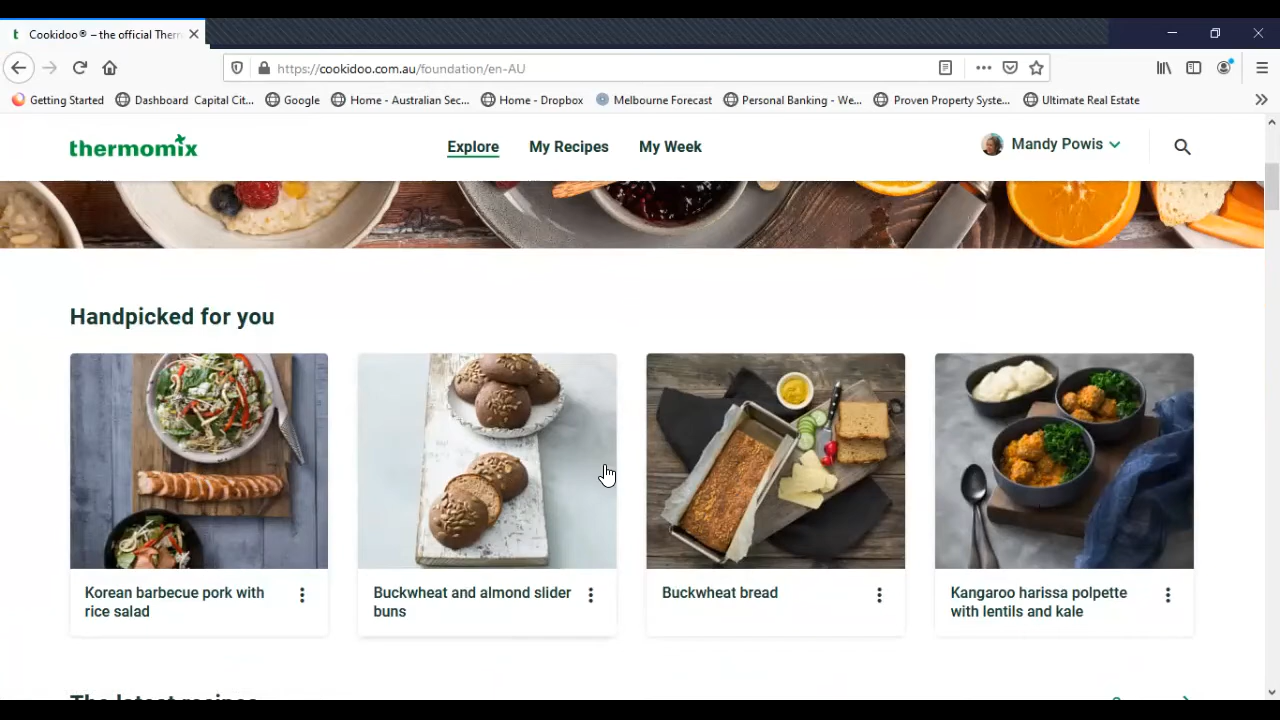 t Cookidoo® – the official Therm
https://cookidoo.com.au/foundation/en-AU
Getting Started Dashboard Capital Cit... Google Home - Australian Sec... Home - Dropbox Melbourne Forecast Personal Banking - We... Proven Property Syste... Ultimate Real Estate
thermomix Explore My Recipes My Week Mandy Powis
Handpicked for you
Korean barbecue pork with
rice salad
Buckwheat and almond slider
buns
Buckwheat bread
Kangaroo harissa polpette
with lentils and kale
The latest recipes